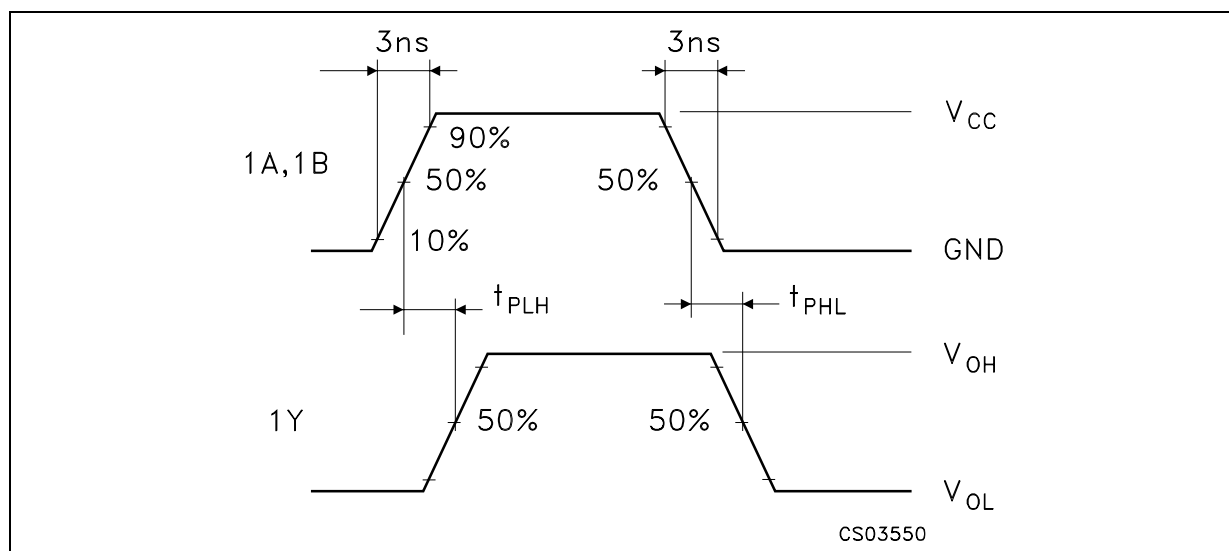 3ns 3ns
V_CC
90%
1A,1B
50% 50%
10%
GND
t_PLH t_PHL
V_OH
1Y
50% 50%
V_OL
CS03550